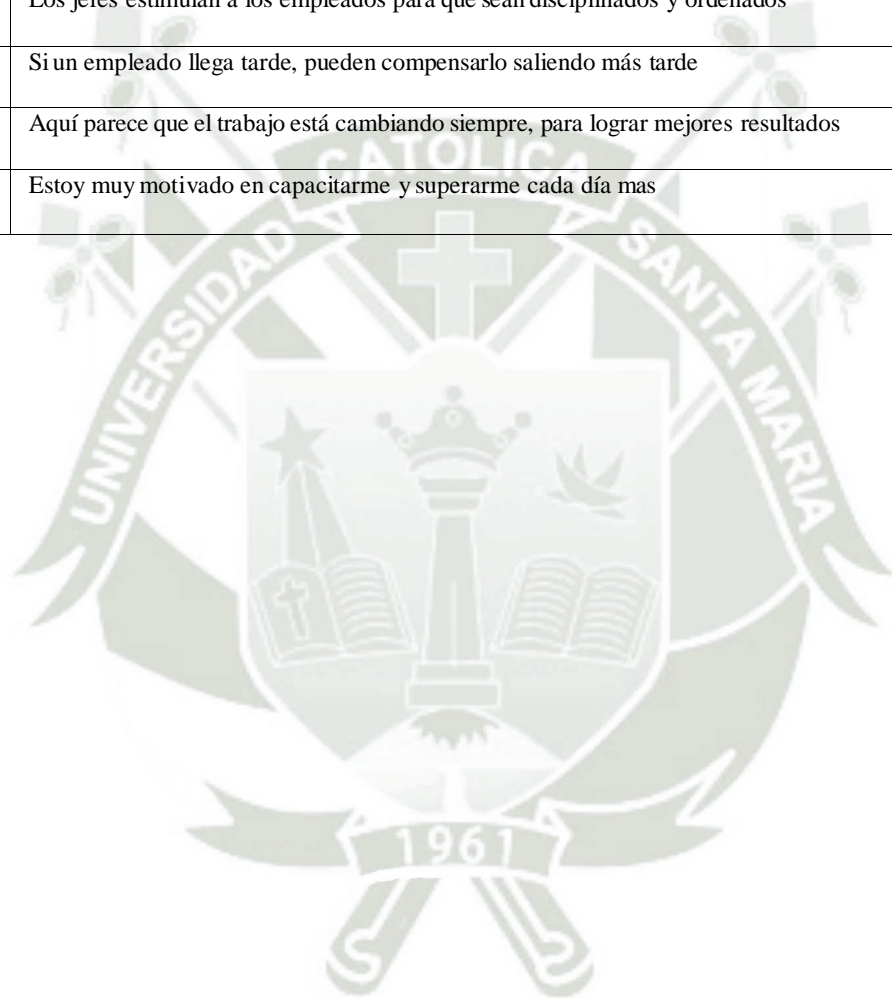 Los jefes estimulan a los empleados para que sean disciplinados y ordenados
Si un empleado llega tarde, pueden compensarlo saliendo más tarde
Aquí parece que el trabajo está cambiando siempre, para lograr mejores resultados
Estoy muy motivado en capacitarme y superarme cada día mas
UNIVERSIDAD CATOLICA SANTA MARIA
1961